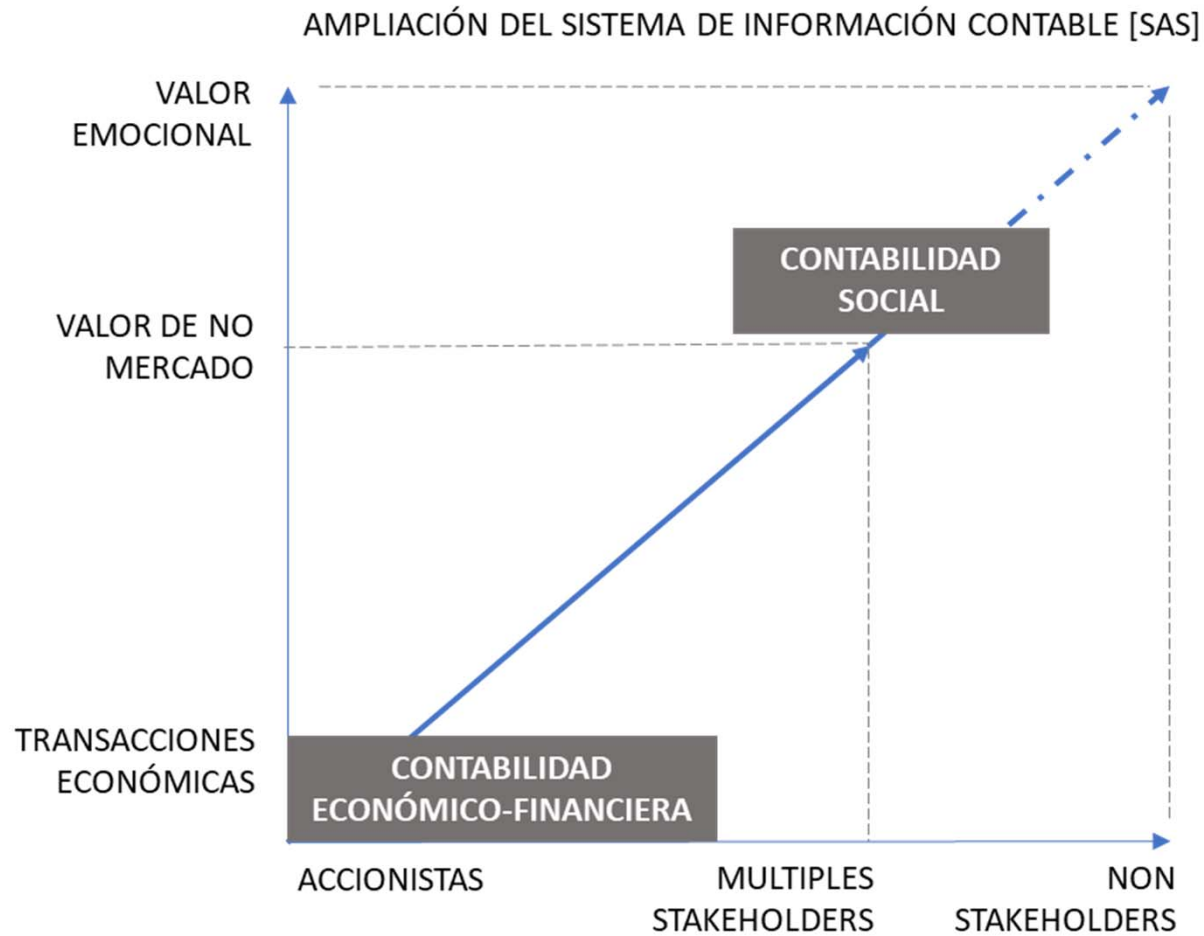 AMPLIACIÓN DEL SISTEMA DE INFORMACIÓN CONTABLE [SAS]
VALOR
EMOCIONAL
CONTABILIDAD
SOCIAL
VALOR DE NO
MERCADO
TRANSACCIONES
ECONÓMICAS
CONTABILIDAD
ECONÓMICO-FINANCIERA
ACCIONISTAS
MULTIPLES
STAKEHOLDERS
NON
STAKEHOLDERS